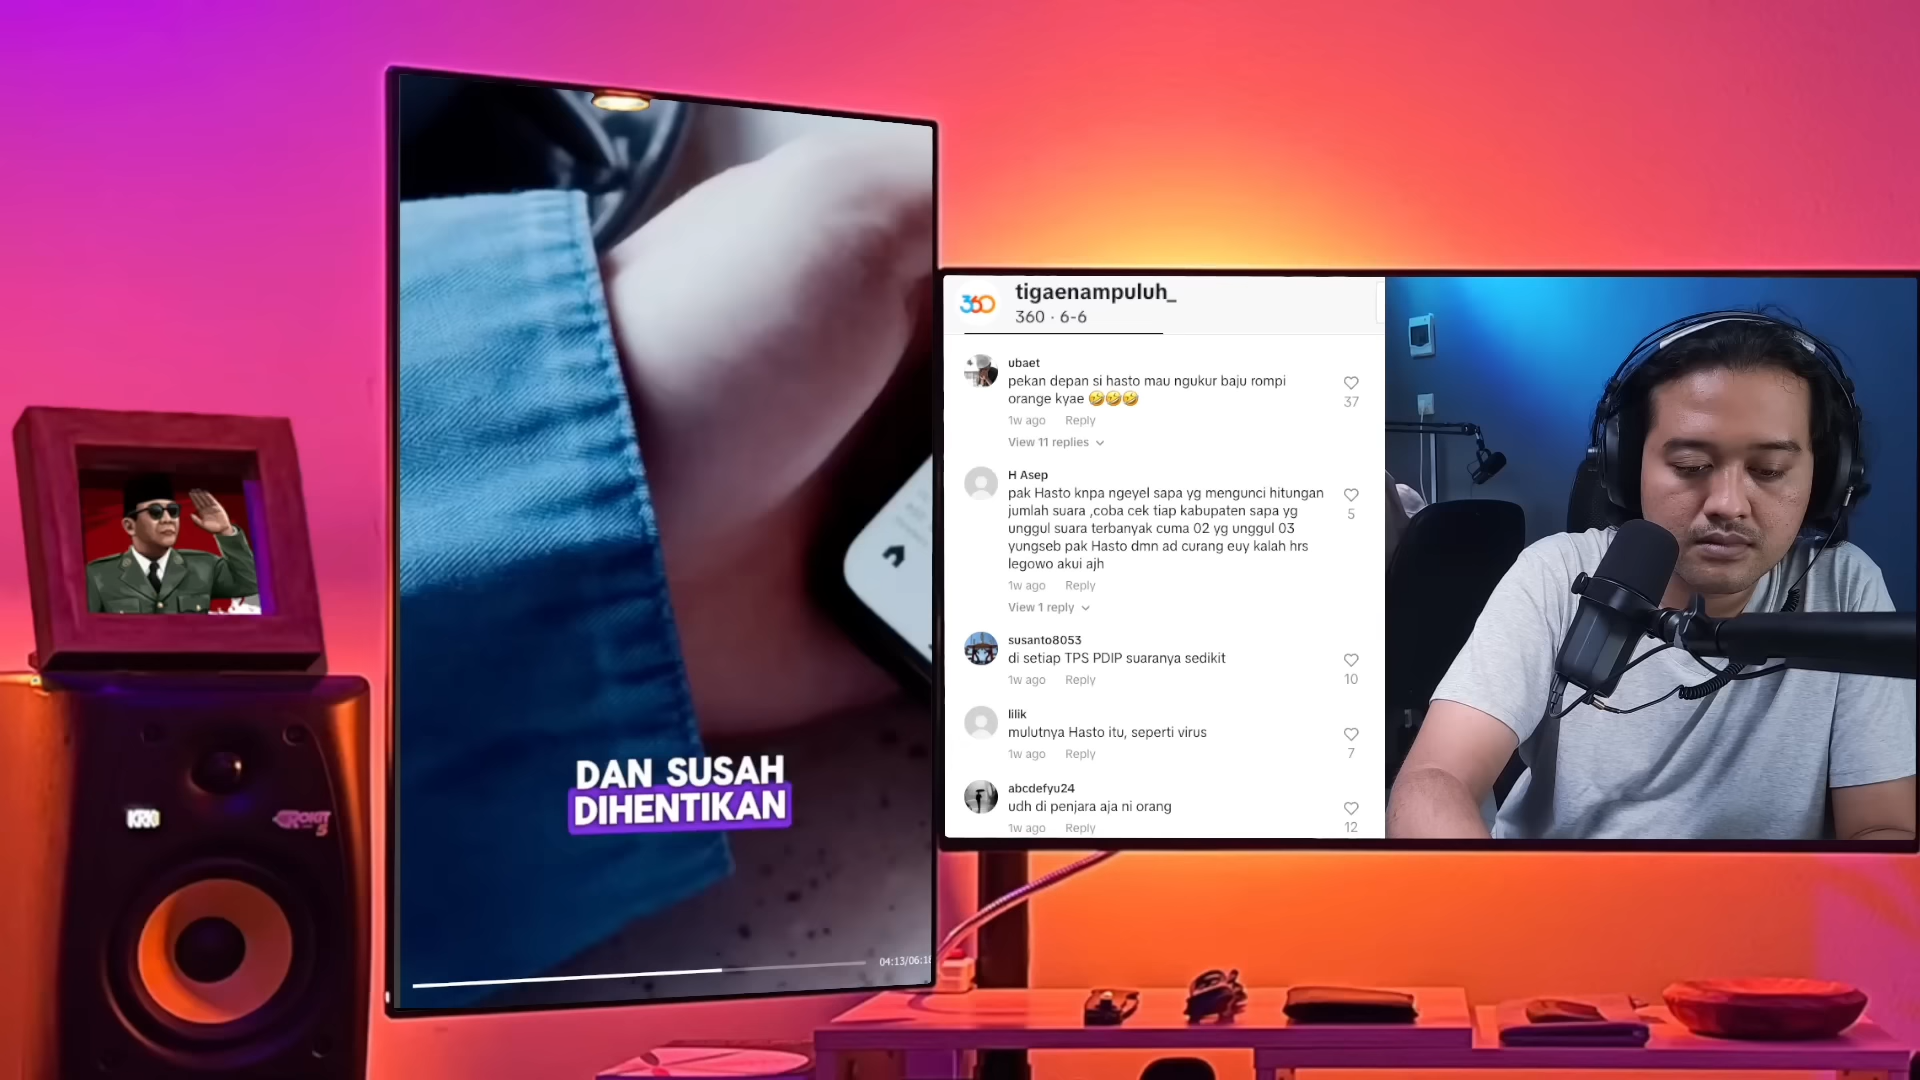 DAN SUSAH
DIHENTIKAN
04:13/06:18
KRK
ROKIT
5
360
tigaenampuluh_
360 · 6-6
ubaet
pekan depan si hasto mau ngukur baju rompi
orange kyae 🤣🤣🤣
37
1w ago Reply
View 11 replies
H Asep
pak Hasto knpa ngeyel sapa yg mengunci hitungan
jumlah suara ,coba cek tiap kabupaten sapa yg
unggul suara terbanyak cuma 02 yg unggul 03
yungseb pak Hasto dmn ad curang euy kalah hrs
legowo akui ajh
5
1w ago Reply
View 1 reply
susanto8053
di setiap TPS PDIP suaranya sedikit
10
1w ago Reply
lilik
mulutnya Hasto itu, seperti virus
7
1w ago Reply
abcdefyu24
udh di penjara aja ni orang
12
1w ago Reply